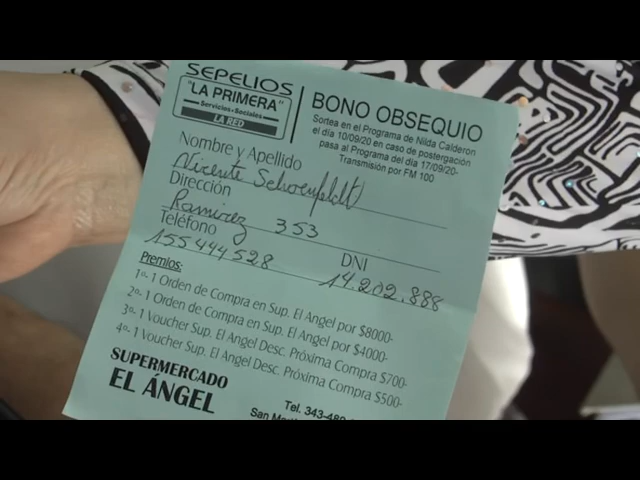 SEPELIOS
"LA PRIMERA"
Servicios Sociales
LA RED
BONO OBSEQUIO
Sortea en el Programa de Nilda Calderon
el día 10/09/20 en caso de postergación
pasa al Programa del día 17/09/20-
Transmisión por FM 100
Nombre y Apellido
Vicente Schoenfeldt
Dirección
Ramirez 353
Teléfono DNI
155444528 14.202.888
Premios:
1º- 1 Orden de Compra en Sup. El Angel por $8000-
2º- 1 Orden de Compra en Sup. El Angel por $4000-
3º- 1 Voucher Sup. El Angel Desc. Próxima Compra $700-
4º- 1 Voucher Sup. El Angel Desc. Próxima Compra $500-
SUPERMERCADO
EL ÁNGEL
Tel. 343-489
San